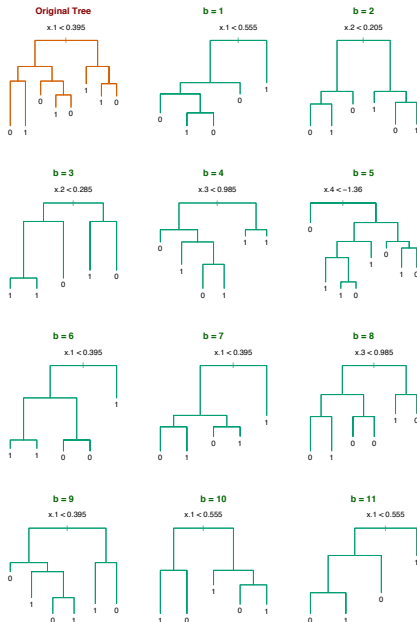 Original Tree b = 1 b = 2
x.1 < 0.395 x.1 < 0.555 x.2 < 0.205
0 1 0 1 0 1 1 0
1 0 1 0 0 1
0 1 0 1 0 1 0 1
b = 3 b = 4 b = 5
x.2 < 0.285 x.3 < 0.985 x.4 < −1.36
1 1 0 1 0 1 0 1 1 1 0 1 1 0 0 1 0
b = 6 b = 7 b = 8
x.1 < 0.395 x.1 < 0.395 x.3 < 0.985
1 1 0 0 1 0 1 0 1 1 0 1 0 0 1 0
b = 9 b = 10 b = 11
x.1 < 0.395 x.1 < 0.555 x.1 < 0.555
0 1 0 1 1 0 1 0 1 0 1 0 1 0 1